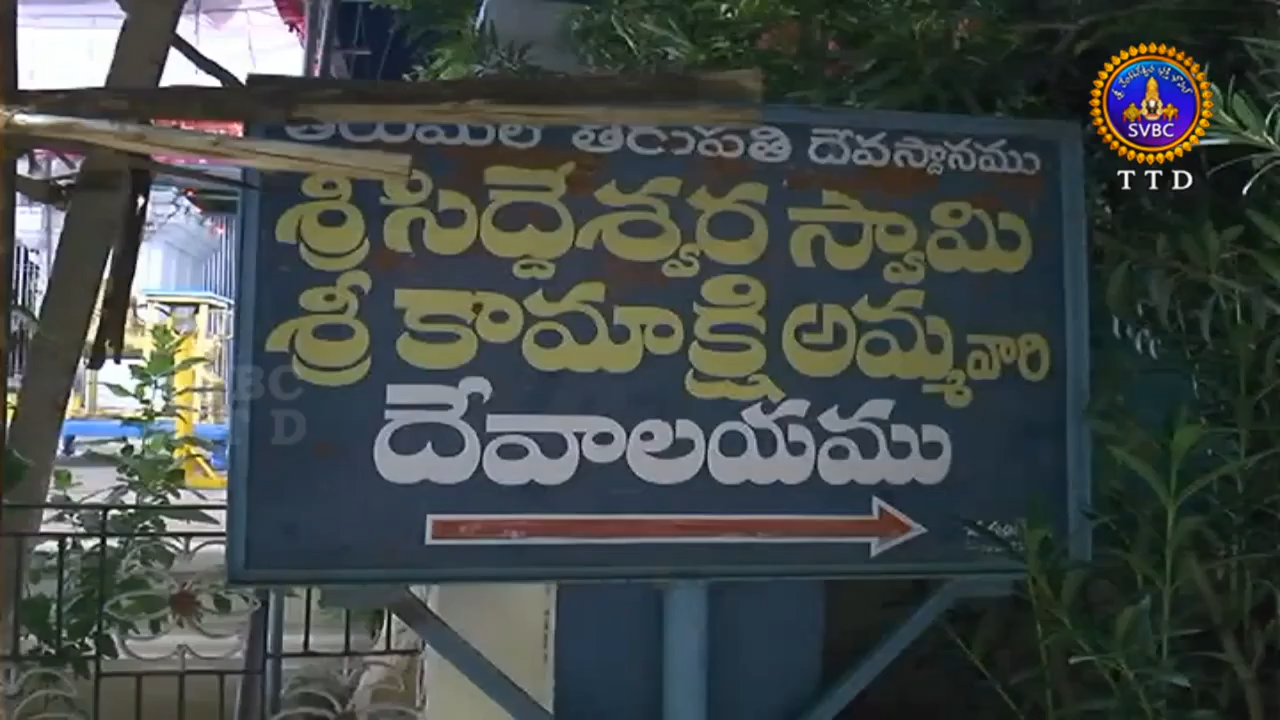 తిరుమల తిరుపతి దేవస్థానము
శ్రీ సిద్ధేశ్వర స్వామి
శ్రీ కామాక్షి అమ్మవారి
దేవాలయము
SVBC
TTD